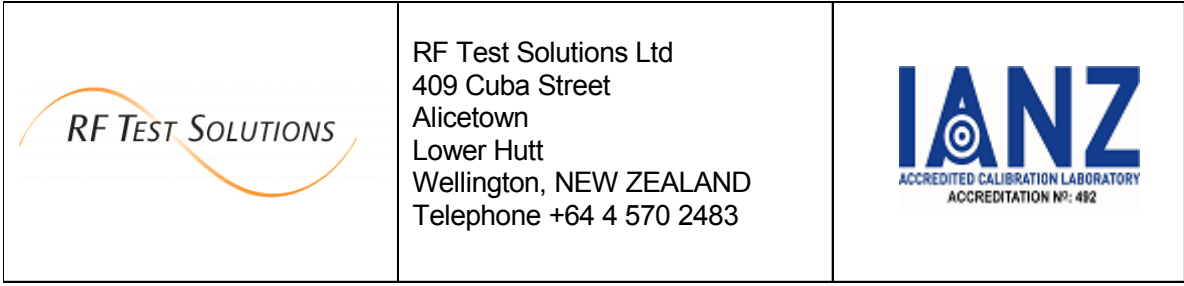 RF TEST SOLUTIONS
RF Test Solutions Ltd
409 Cuba Street
Alicetown
Lower Hutt
Wellington, NEW ZEALAND
Telephone +64 4 570 2483
IANZ
ACCREDITED CALIBRATION LABORATORY
ACCREDITATION Nº: 492